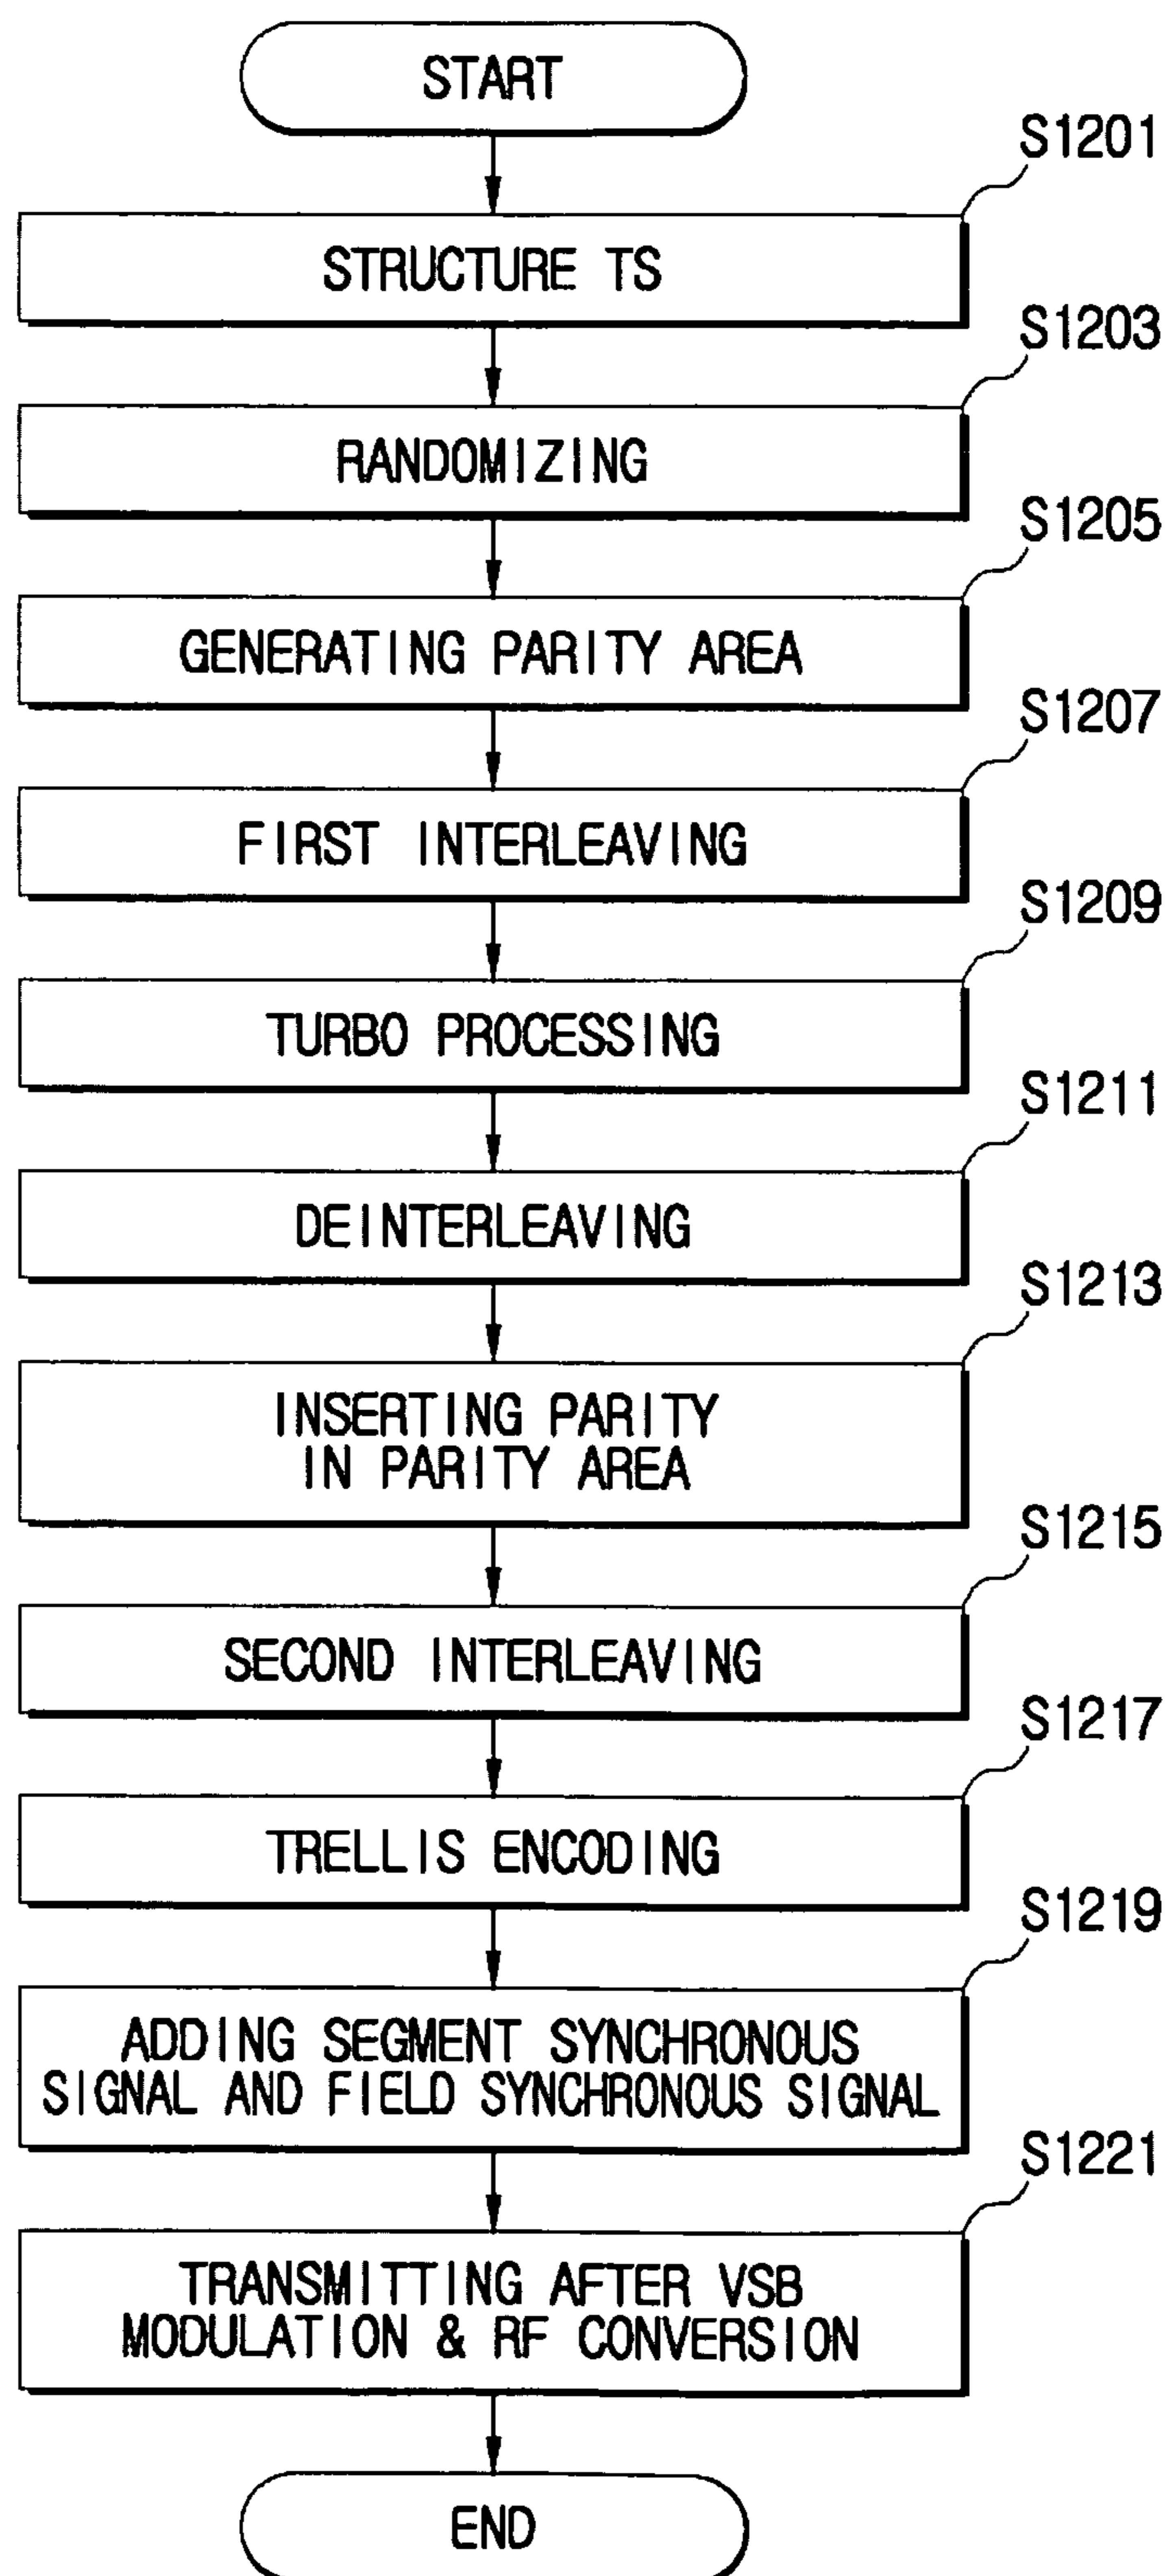 START
S1201
STRUCTURE TS
S1203
RANDOMIZING
S1205
GENERATING PARITY AREA
S1207
FIRST INTERLEAVING
S1209
TURBO PROCESSING
S1211
DEINTERLEAVING
S1213
INSERTING PARITY
IN PARITY AREA
S1215
SECOND INTERLEAVING
S1217
TRELLIS ENCODING
S1219
ADDING SEGMENT SYNCHRONOUS
SIGNAL AND FIELD SYNCHRONOUS SIGNAL
S1221
TRANSMITTING AFTER VSB
MODULATION & RF CONVERSION
END